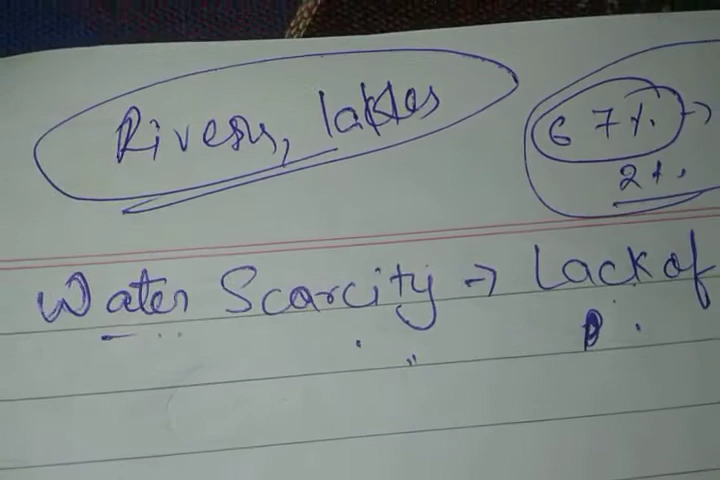 Rivers, lakes
67% →
2%.
Water Scarcity → Lack of